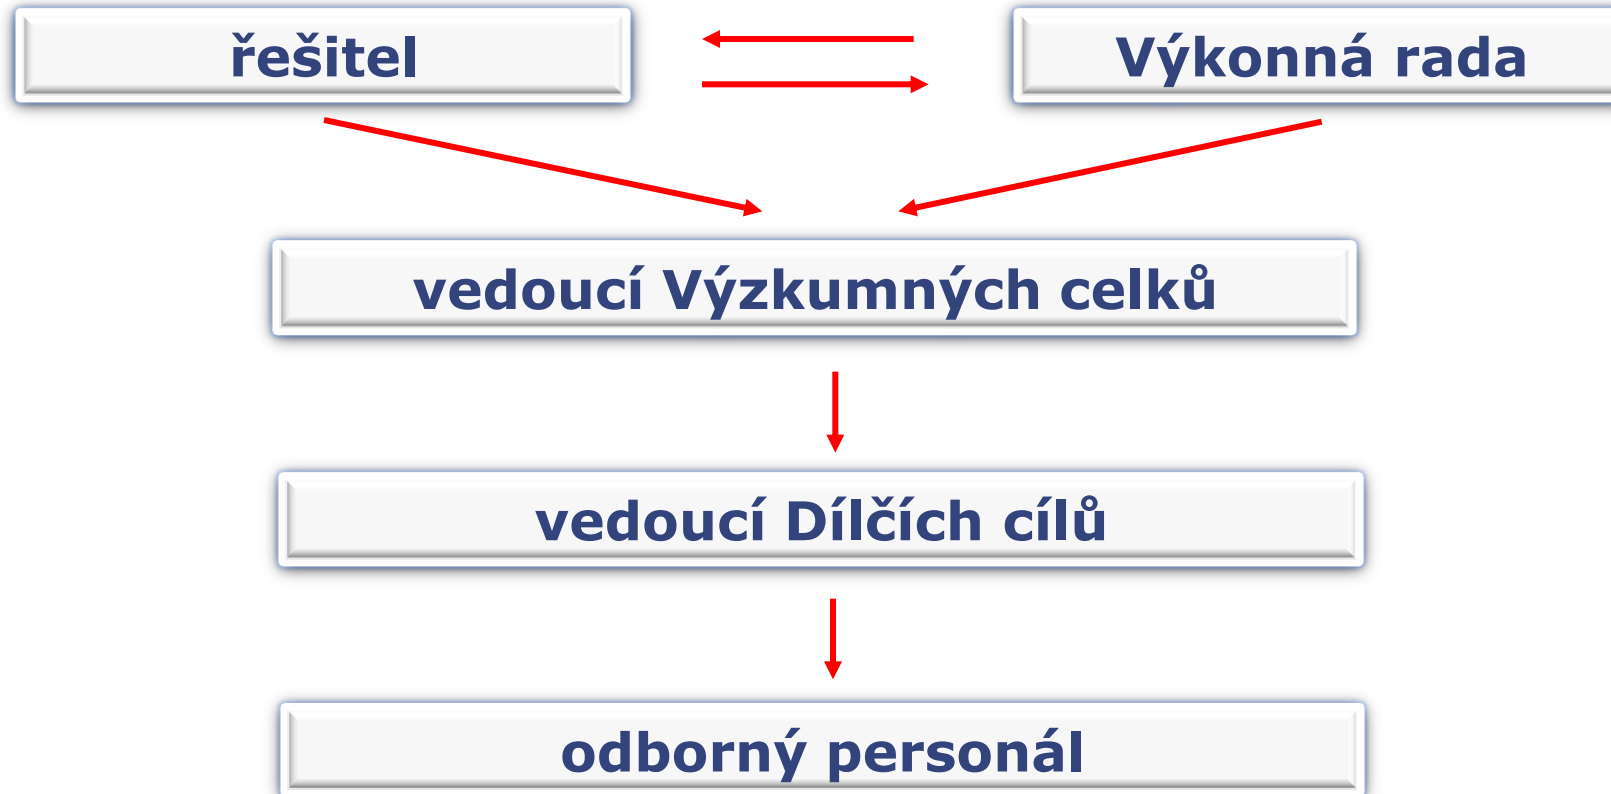 řešitel
Výkonná rada
vedoucí Výzkumných celků
vedoucí Dílčích cílů
odborný personál